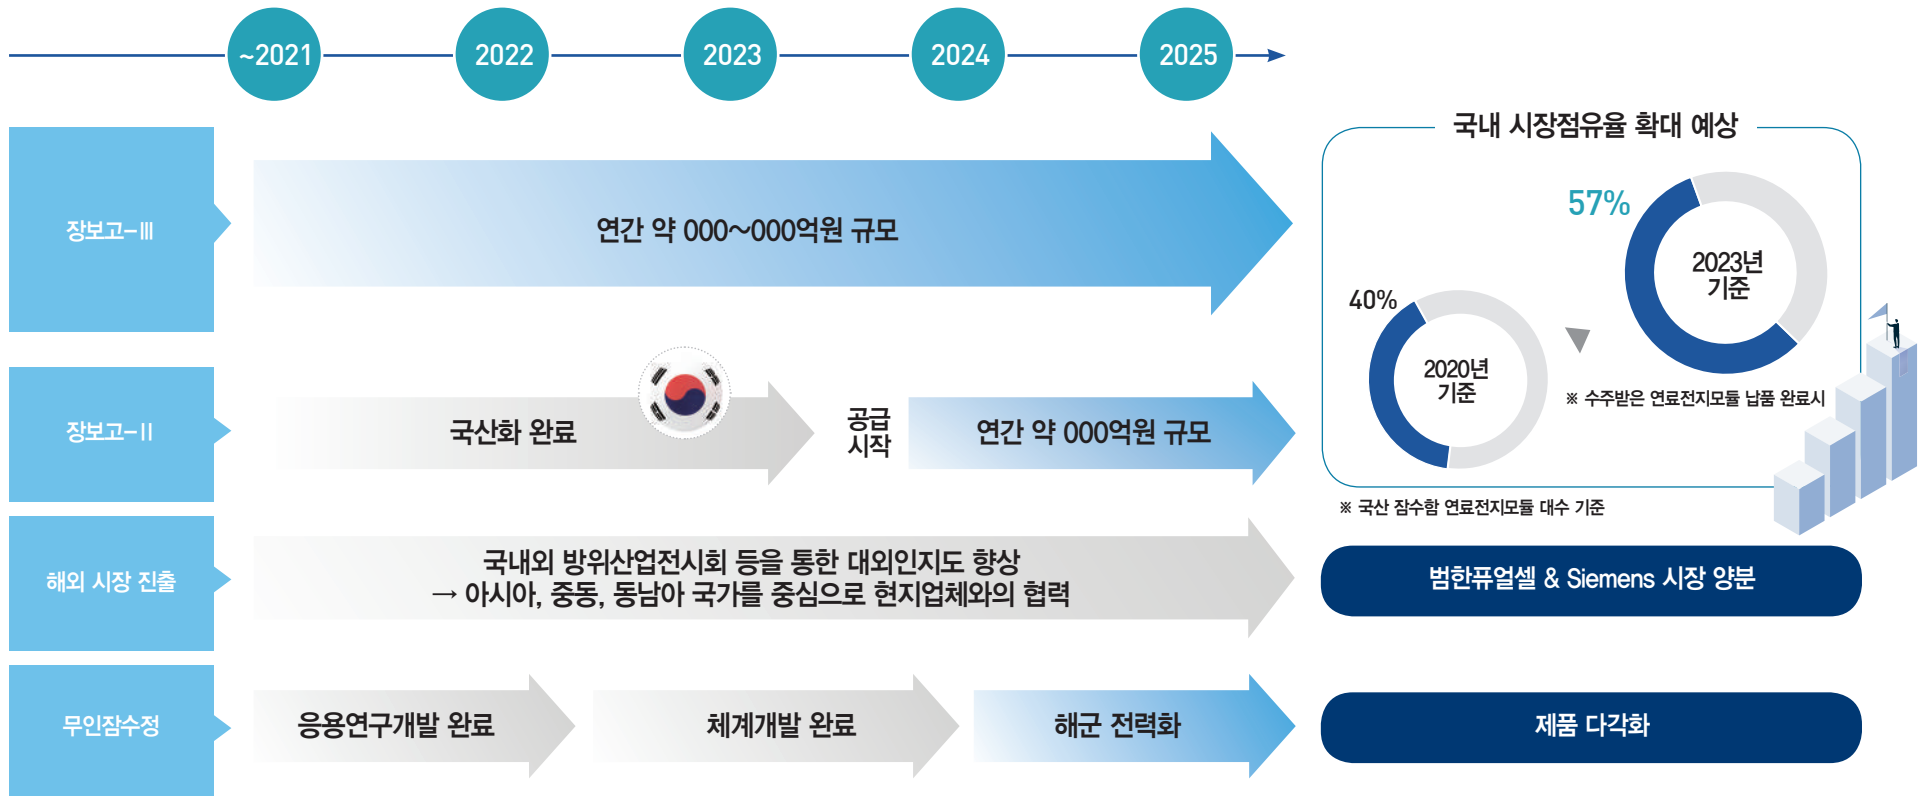 ~2021
2022
2023
2024
2025
장보고-Ⅲ
연간 약 000~000억원 규모
국내 시장점유율 확대 예상
57%
2023년
기준
40%
2020년
기준
※ 수주받은 연료전지모듈 납품 완료시
※ 국산 잠수함 연료전지모듈 대수 기준
장보고-Ⅱ
국산화 완료
공급
시작
연간 약 000억원 규모
해외 시장 진출
국내외 방위산업전시회 등을 통한 대외인지도 향상
→ 아시아, 중동, 동남아 국가를 중심으로 현지업체와의 협력
범한퓨얼셀 & Siemens 시장 양분
무인잠수정
응용연구개발 완료
체계개발 완료
해군 전력화
제품 다각화